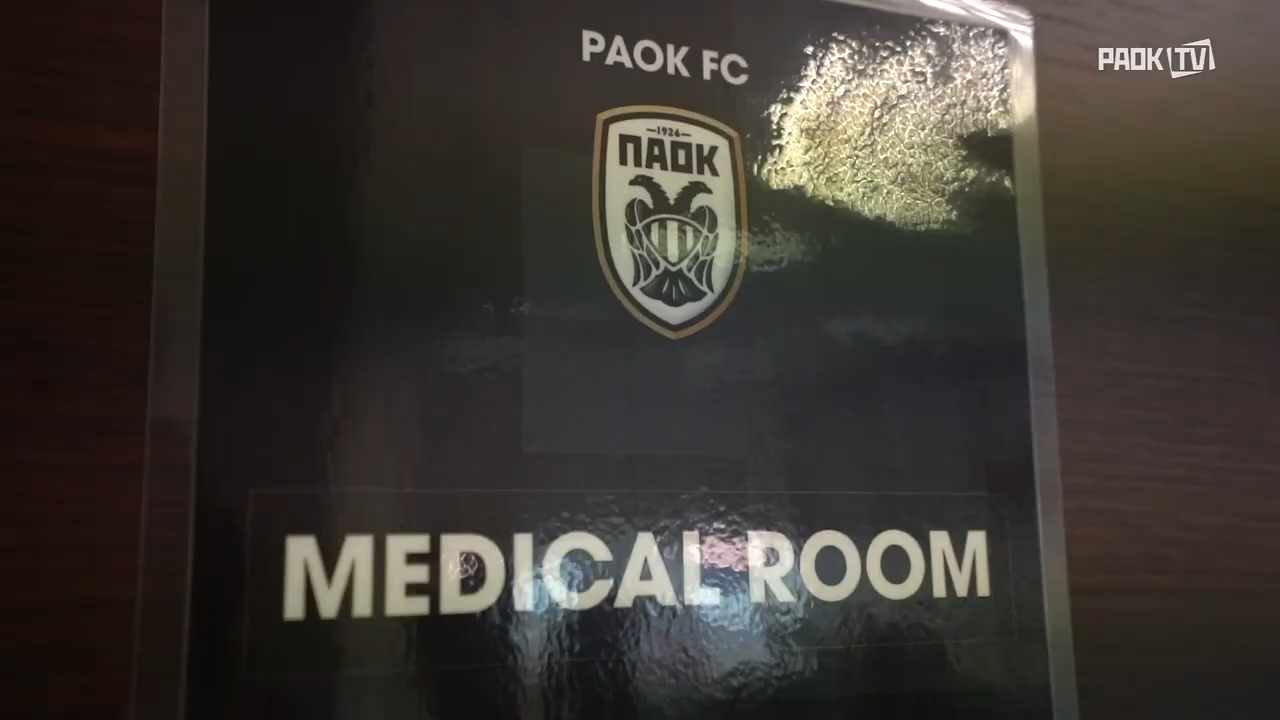 PAOK FC
PAOK TV
—1926—
ΠΑΟΚ
MEDICAL ROOM